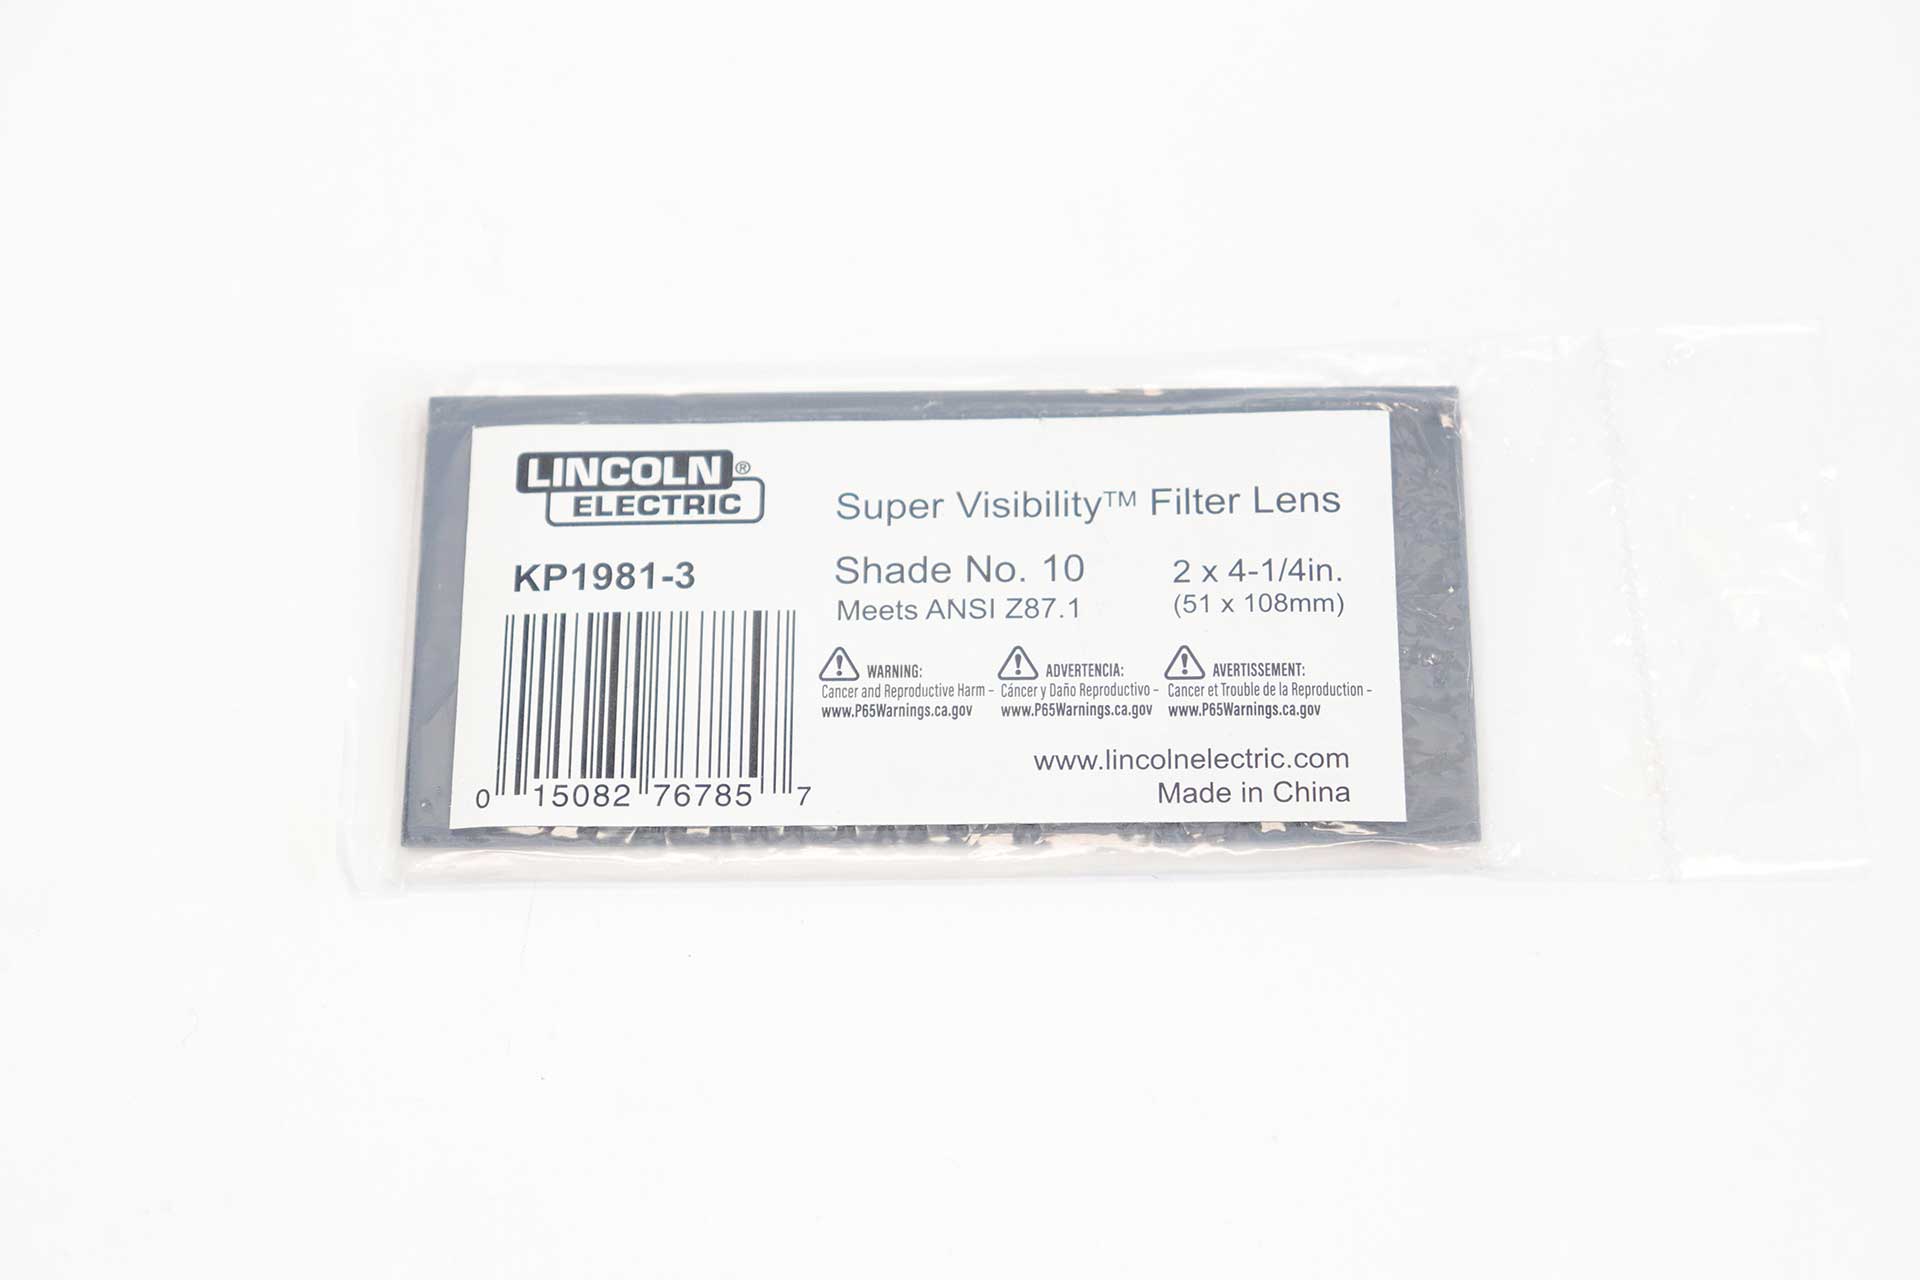 LINCOLN®
ELECTRIC
KP1981-3
0 15082 76785 7
Super Visibility™ Filter Lens
Shade No. 10
Meets ANSI Z87.1
2 x 4-1/4in.
(51 x 108mm)
WARNING:
Cancer and Reproductive Harm -
www.P65Warnings.ca.gov
ADVERTENCIA:
Cáncer y Daño Reproductivo -
www.P65Warnings.ca.gov
AVERTISSEMENT:
Cancer et Trouble de la Reproduction -
www.P65Warnings.ca.gov
www.lincolnelectric.com
Made in China